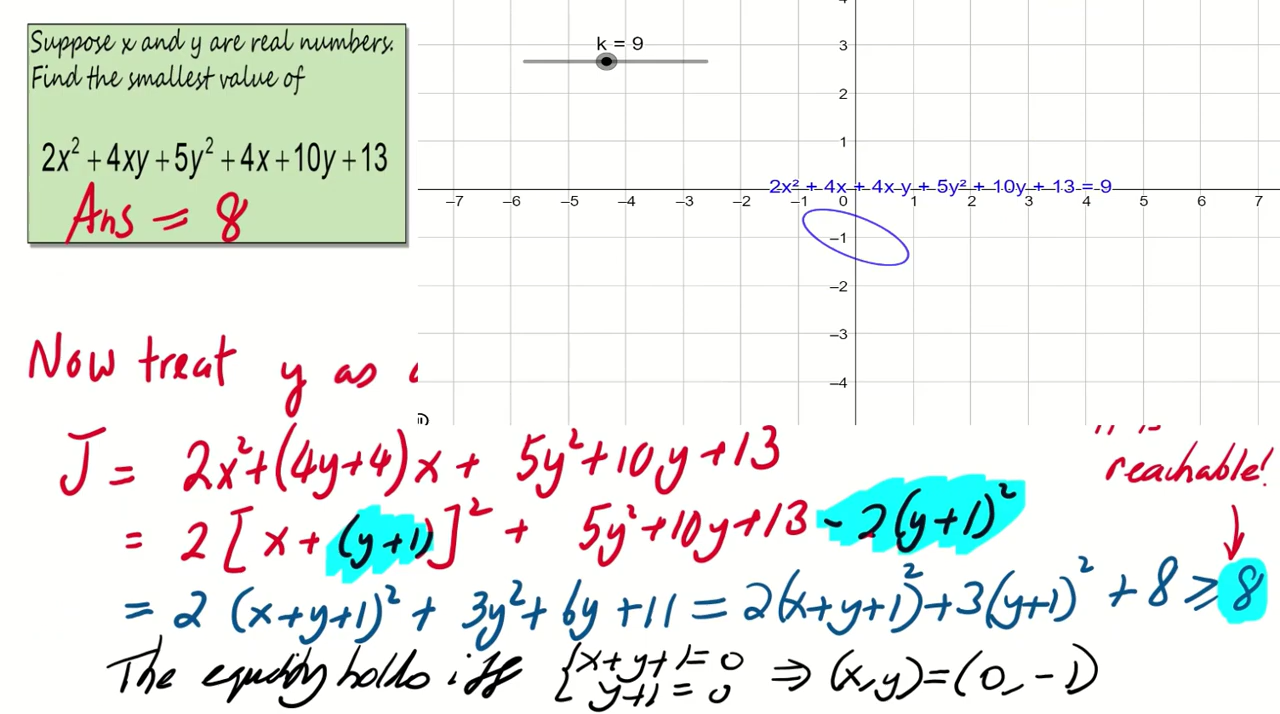 Suppose x and y are real numbers.
Find the smallest value of
2x² + 4xy + 5y² + 4x + 10y + 13
Ans = 8
k = 9
3
2
1
2x² + 4x + 4x y + 5y² + 10y + 13 = 9
−7 −6 −5 −4 −3 −2 −1 0 1 2 3 4 5 6 7
−1
−2
−3
−4
Now treat y as
reachable!
J = 2x²+(4y+4)x + 5y²+10y+13
= 2[x+(y+1)]² + 5y²+10y+13 - 2(y+1)²
= 2 (x+y+1)² + 3y²+6y+11 = 2(x+y+1)²+3(y+1)²+8 ≥ 8
The equality holds iff { x+y+1=0 y+1=0 ⇒ (x,y)=(0,-1)